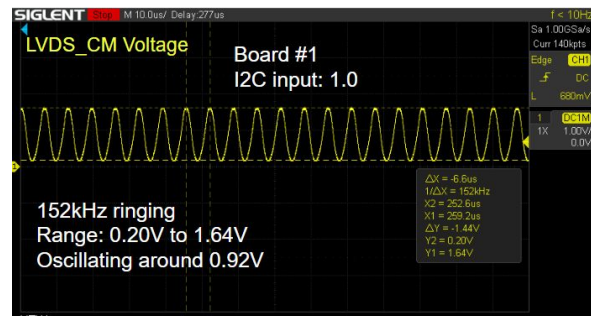 SIGLENT Stop M 10.0us/ Delay:277us f < 10Hz
Sa 1.00GSa/s
Curr 140kpts
LVDS_CM Voltage
Board #1
I2C input: 1.0
Edge CH1
DC
L 680mV
1 DC1M
1X 1.00V/
0.0V
1
ΔX = -6.6us
1/ΔX = 152kHz
X2 = 252.6us
X1 = 259.2us
ΔY = -1.44V
Y2 = 0.20V
Y1 = 1.64V
152kHz ringing
Range: 0.20V to 1.64V
Oscillating around 0.92V